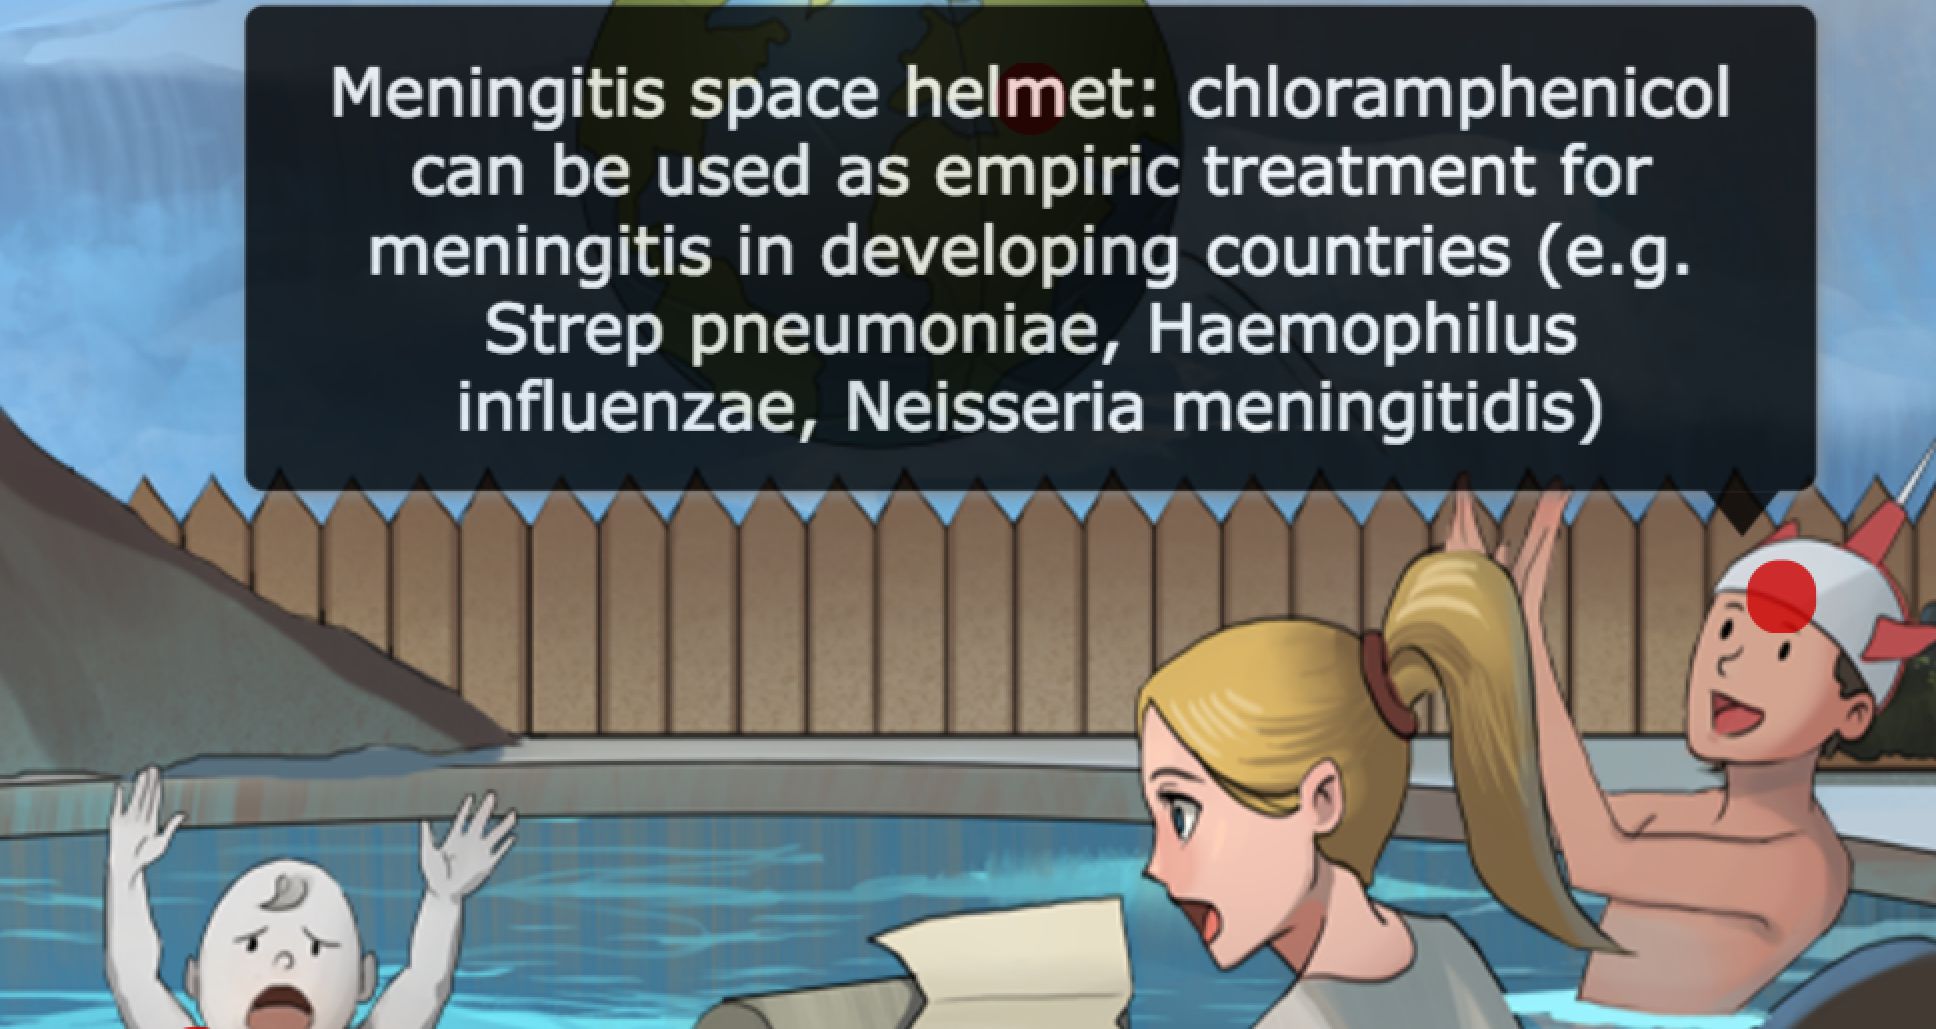 Meningitis space helmet: chloramphenicol
can be used as empiric treatment for
meningitis in developing countries (e.g.
Strep pneumoniae, Haemophilus
influenzae, Neisseria meningitidis)